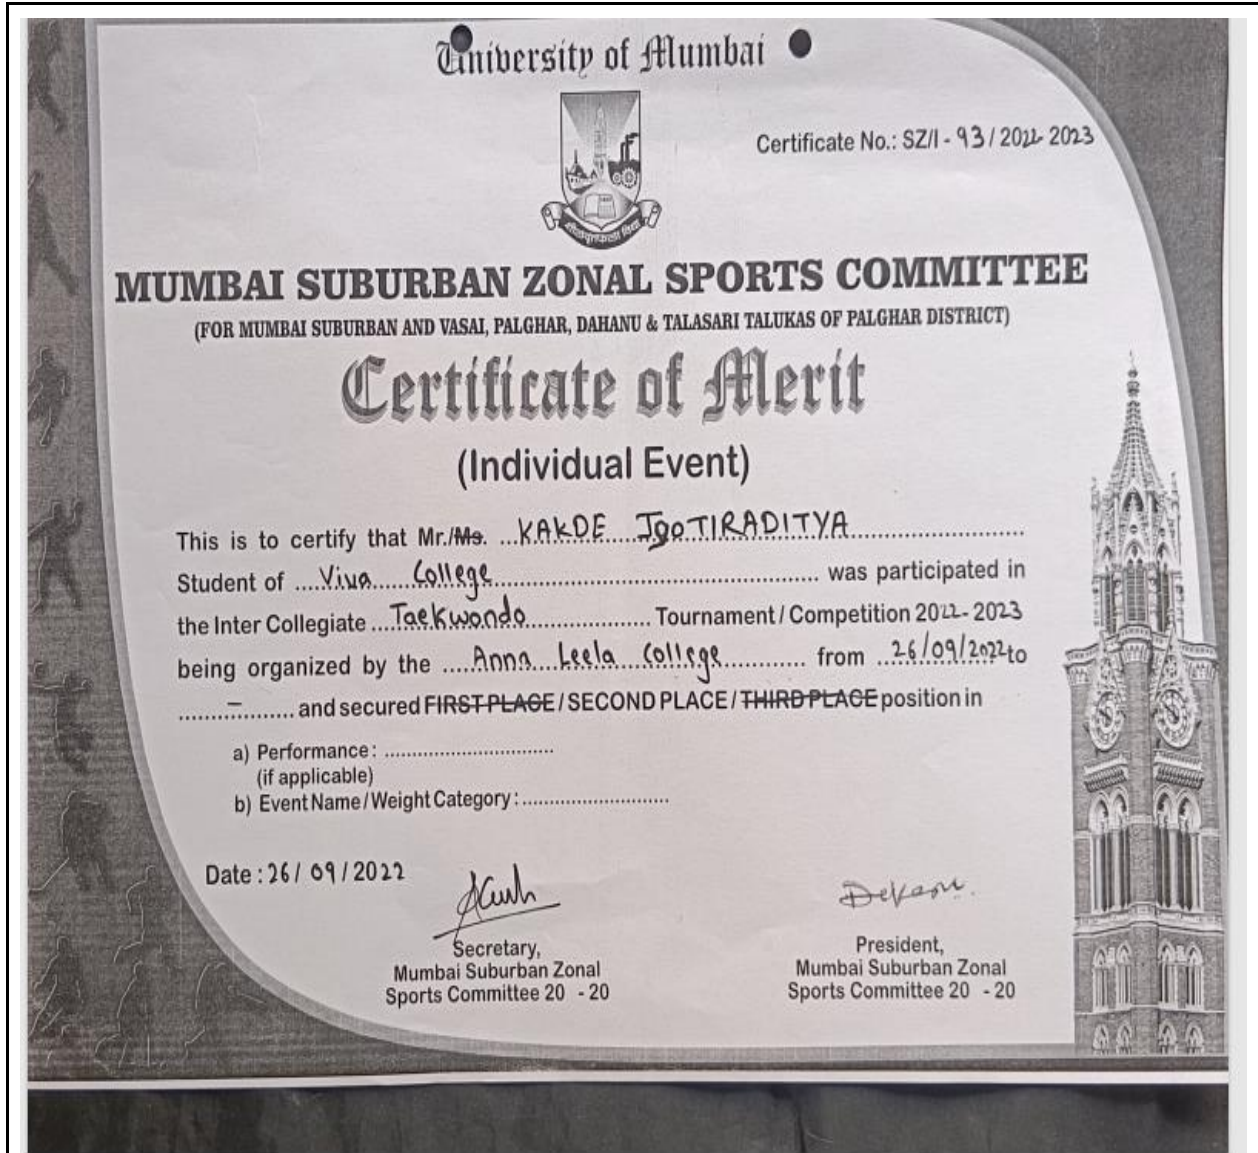 University of Mumbai
Certificate No.: SZ/I - 93 / 2022-2023
MUMBAI SUBURBAN ZONAL SPORTS COMMITTEE
(FOR MUMBAI SUBURBAN AND VASAI, PALGHAR, DAHANU & TALASARI TALUKAS OF PALGHAR DISTRICT)
Certificate of Merit
(Individual Event)
This is to certify that Mr./Ms. KAKDE JyoTIRADITYA
Student of Viva College was participated in
the Inter Collegiate Taekwondo Tournament / Competition 2022-2023
being organized by the Anna Leela College from 26/09/2022 to
– and secured FIRST PLACE / SECOND PLACE / THIRD PLACE position in
a) Performance :
(if applicable)
b) Event Name / Weight Category :
Date : 26/ 09 / 2022
Secretary,
Mumbai Suburban Zonal
Sports Committee 20 - 20
President,
Mumbai Suburban Zonal
Sports Committee 20 - 20